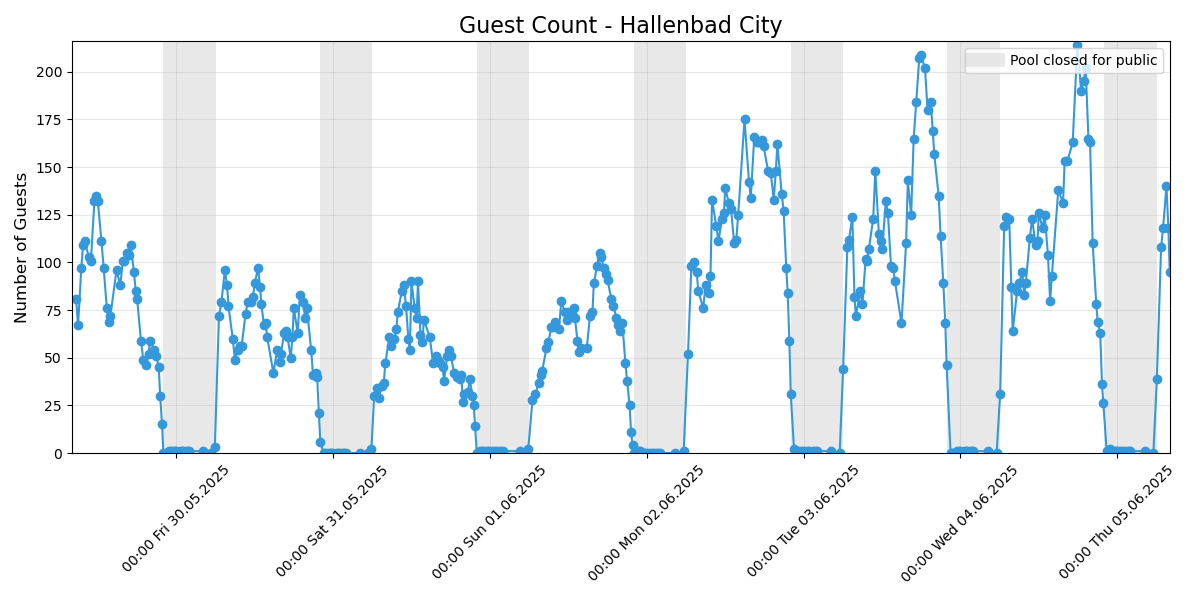 Guest Count - Hallenbad City
Pool closed for public
Number of Guests
200
175
150
125
100
75
50
25
0
00:00 Fri 30.05.2025
00:00 Sat 31.05.2025
00:00 Sun 01.06.2025
00:00 Mon 02.06.2025
00:00 Tue 03.06.2025
00:00 Wed 04.06.2025
00:00 Thu 05.06.2025